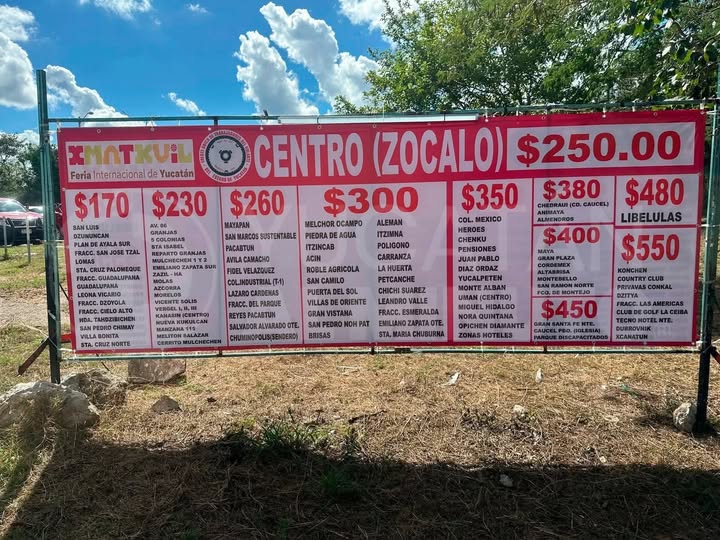 XMATKUIL
Feria Internacional de Yucatán
CENTRO (ZOCALO)
$250.00
$170
SAN LUIS
DZUNUNCAN
PLAN DE AYALA SUR
FRACC. SAN JOSE TZAL
LOMAS
STA. CRUZ PALOMEQUE
FRACC. GUADALUPANA
GUADALUPANA
LEONA VICARIO
FRACC. DZOYOLA
FRACC. CIELO ALTO
HDA. TAHDZIBICHEN
SAN PEDRO CHIMAY
VILLA BONITA
STA. CRUZ NORTE
$230
AV. 86
GRANJAS
5 COLONIAS
STA ISABEL
REPARTO GRANJAS
MULCHECHEN 1 Y 2
EMILIANO ZAPATA SUR
ZAZIL - HA
MOLAS
AZCORRA
MORELOS
VICENTE SOLIS
VERGEL I, II, III
KANASIN (CENTRO)
NUEVA KUKULCAN
MANZANA 115
MELITON SALAZAR
CERRITO MULCHECHEN
$260
MAYAPAN
SAN MARCOS SUSTENTABLE
PACABTUN
AVILA CAMACHO
FIDEL VELAZQUEZ
COL.INDUSTRIAL (T-1)
LAZARO CARDENAS
FRACC. DEL PARQUE
REYES PACABTUN
SALVADOR ALVARADO OTE.
CHUMINOPOLIS(SENDERO)
$300
MELCHOR OCAMPO
PIEDRA DE AGUA
ITZINCAB
ACIN
ROBLE AGRICOLA
SAN CAMILO
PUERTA DEL SOL
VILLAS DE ORIENTE
GRAN VISTANA
SAN PEDRO NOH PAT
BRISAS
ALEMAN
ITZIMNA
POLIGONO
CARRANZA
LA HUERTA
PETCANCHE
CHICHI SUAREZ
LEANDRO VALLE
FRACC. ESMERALDA
EMILIANO ZAPATA OTE.
STA. MARIA CHUBURNA
$350
COL. MEXICO
HEROES
CHENKU
PENSIONES
JUAN PABLO
DIAZ ORDAZ
YUCALPETEN
MONTE ALBAN
UMAN (CENTRO)
MIGUEL HIDALGO
NORA QUINTANA
OPICHEN DIAMANTE
ZONAS HOTELES
$380
CHEDRAUI (CD. CAUCEL)
ANIMAYA
ALMENDROS
$400
MAYA
GRAN PLAZA
CORDEMEX
ALTABRISA
MONTEBELLO
SAN RAMON NORTE
FCO. DE MONTEJO
$450
GRAN SANTA FE NTE.
CAUCEL PBO. (IGLESIA)
PARQUE DISCAPACITADOS
$480
LIBELULAS
$550
KONCHEN
COUNTRY CLUB
PRIVAVAS CONKAL
DZITYA
FRACC. LAS AMERICAS
CLUB DE GOLF LA CEIBA
TECNO HOTEL NTE.
DUBROVNIK
XCANATUN